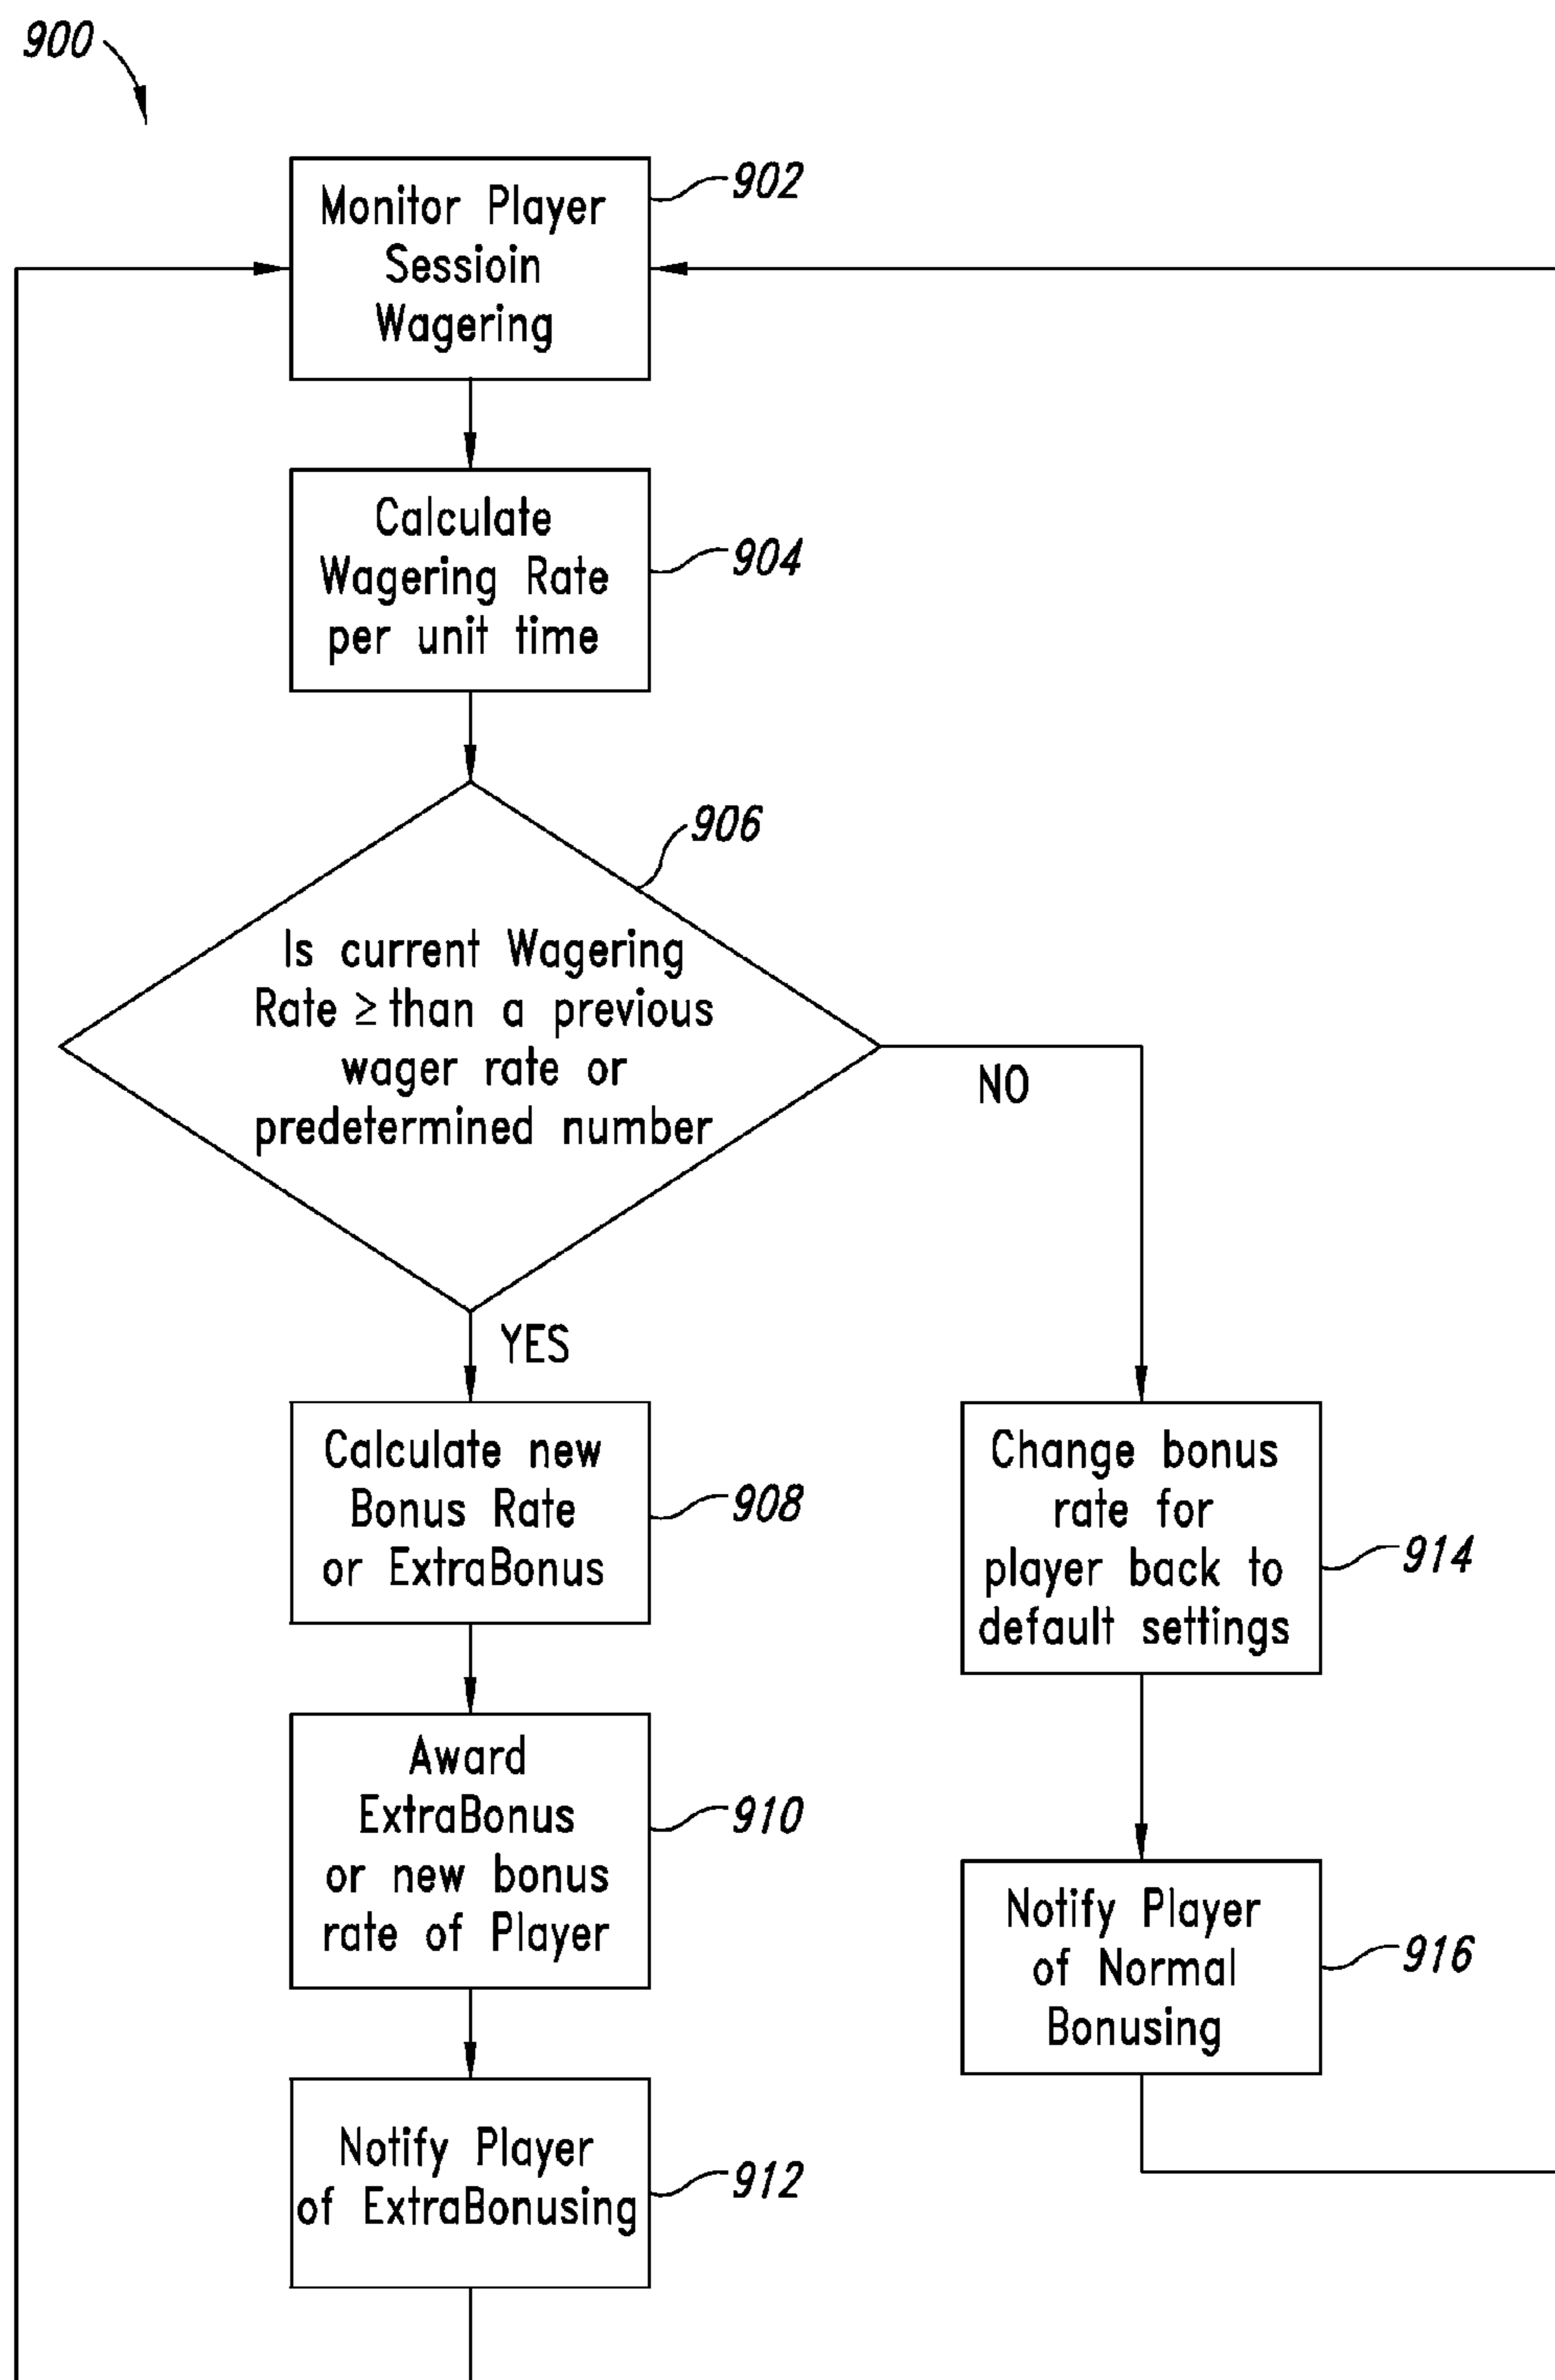 900
Monitor Player
Sessioin
Wagering
902
Calculate
Wagering Rate
per unit time
904
906
Is current Wagering
Rate ≥ than a previous
wager rate or
predetermined number
NO
YES
Calculate new
Bonus Rate
or ExtraBonus
908
Change bonus
rate for
player back to
default settings
914
Award
ExtraBonus
or new bonus
rate of Player
910
Notify Player
of Normal
Bonusing
916
Notify Player
of ExtraBonusing
912